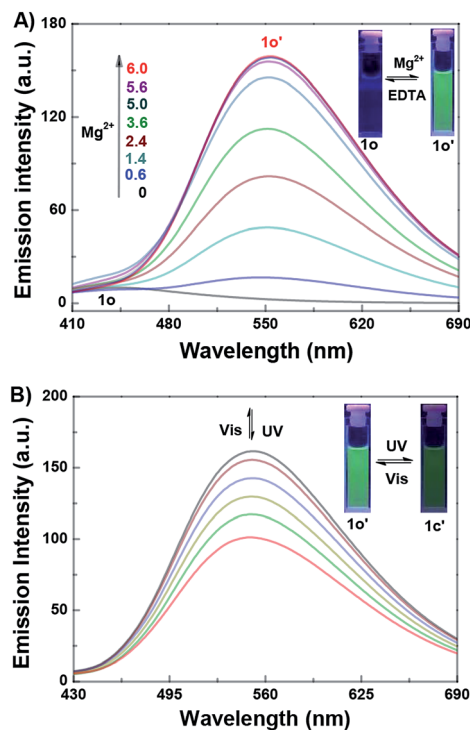 A)
Emission intensity (a.u.)
180
120
60
0
Mg²⁺
6.0
5.6
5.0
3.6
2.4
1.4
0.6
0
1o'
Mg²⁺
EDTA
1o
1o'
1o
410
480
550
620
690
Wavelength (nm)
B)
Emission Intensity (a.u.)
200
150
100
50
0
Vis
UV
UV
Vis
1o'
1c'
430
495
560
625
690
Wavelength (nm)